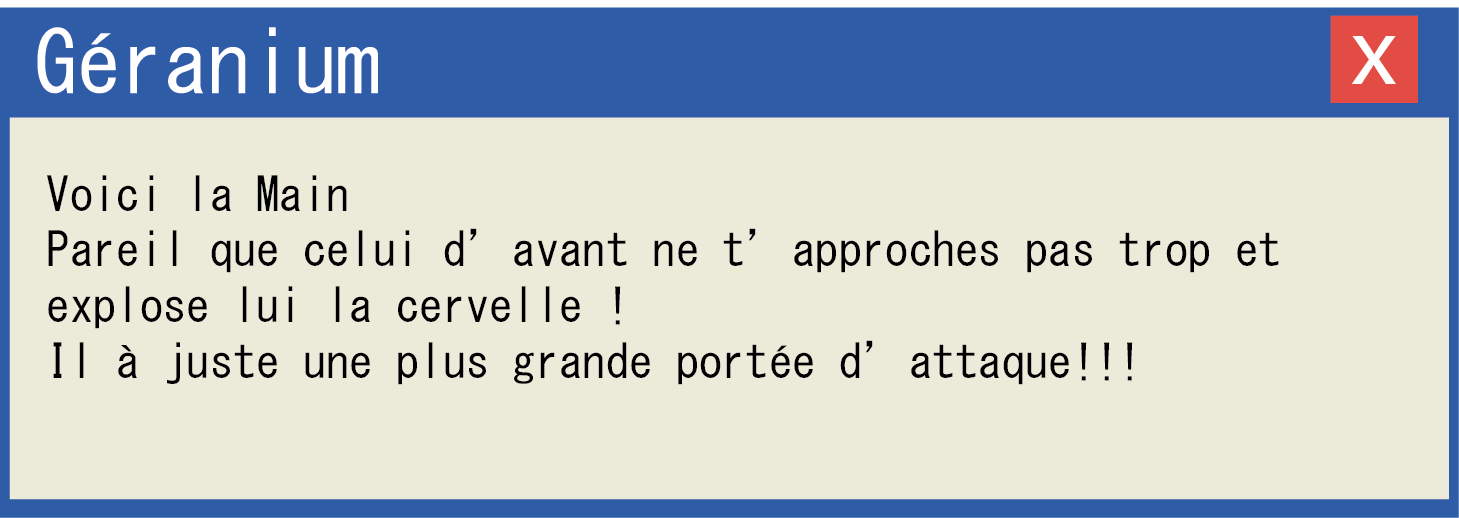 Géranium
X
Voici la Main
Pareil que celui d’avant ne t’approches pas trop et
explose lui la cervelle !
Il à juste une plus grande portée d’attaque!!!